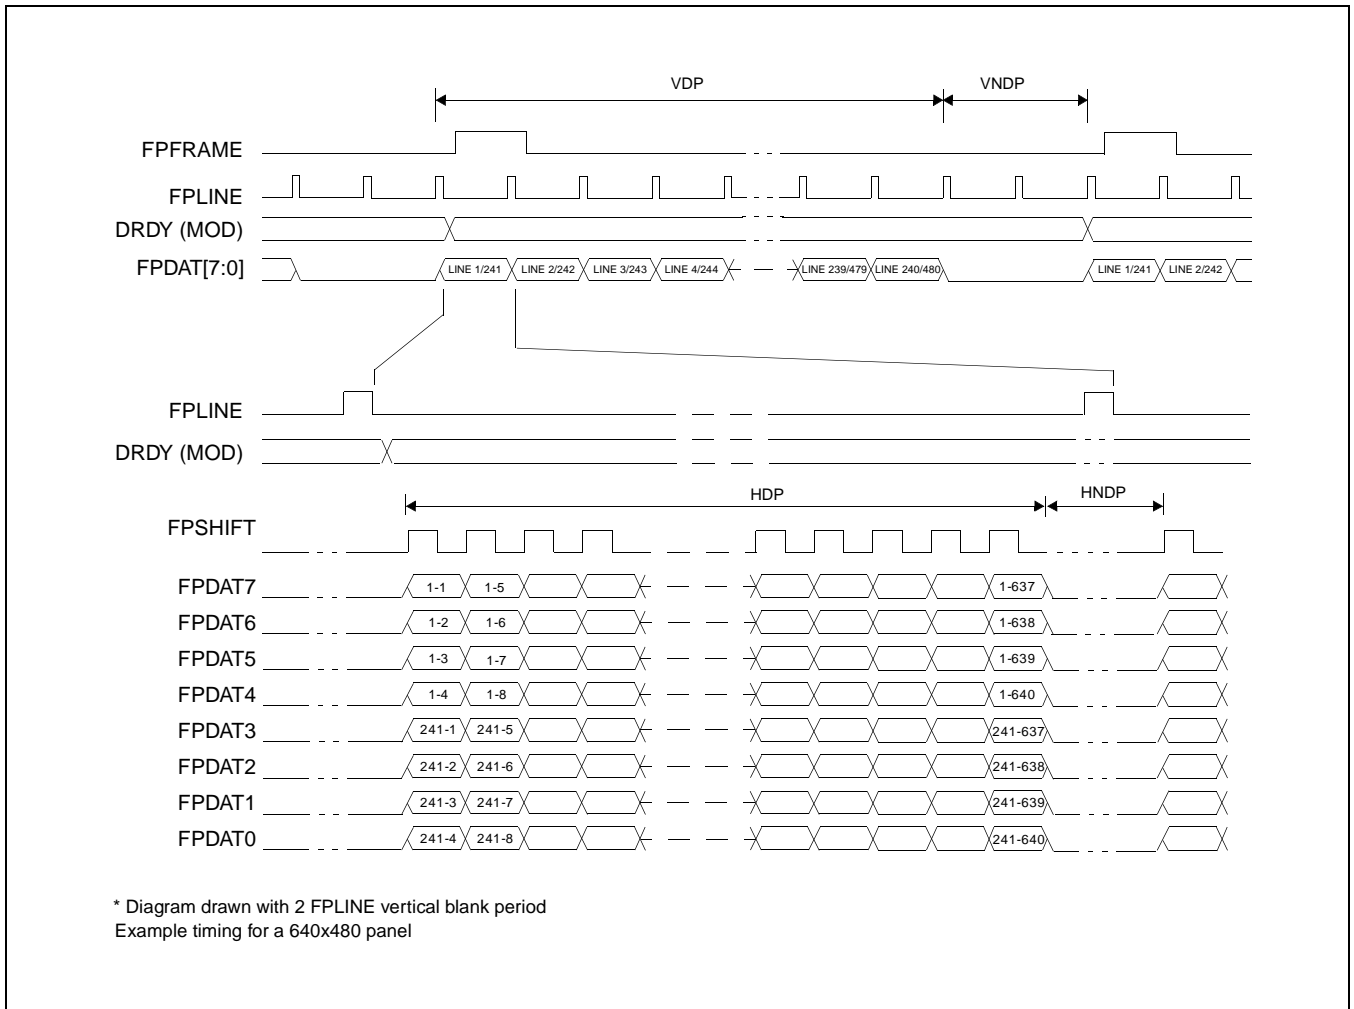 VDP VNDP
FPFRAME
FPLINE
DRDY (MOD)
FPDAT[7:0] LINE 1/241 LINE 2/242 LINE 3/243 LINE 4/244 LINE 239/479 LINE 240/480 LINE 1/241 LINE 2/242
FPLINE
DRDY (MOD)
HDP HNDP
FPSHIFT
FPDAT7 1-1 1-5 1-637
FPDAT6 1-2 1-6 1-638
FPDAT5 1-3 1-7 1-639
FPDAT4 1-4 1-8 1-640
FPDAT3 241-1 241-5 241-637
FPDAT2 241-2 241-6 241-638
FPDAT1 241-3 241-7 241-639
FPDAT0 241-4 241-8 241-640
* Diagram drawn with 2 FPLINE vertical blank period
Example timing for a 640x480 panel